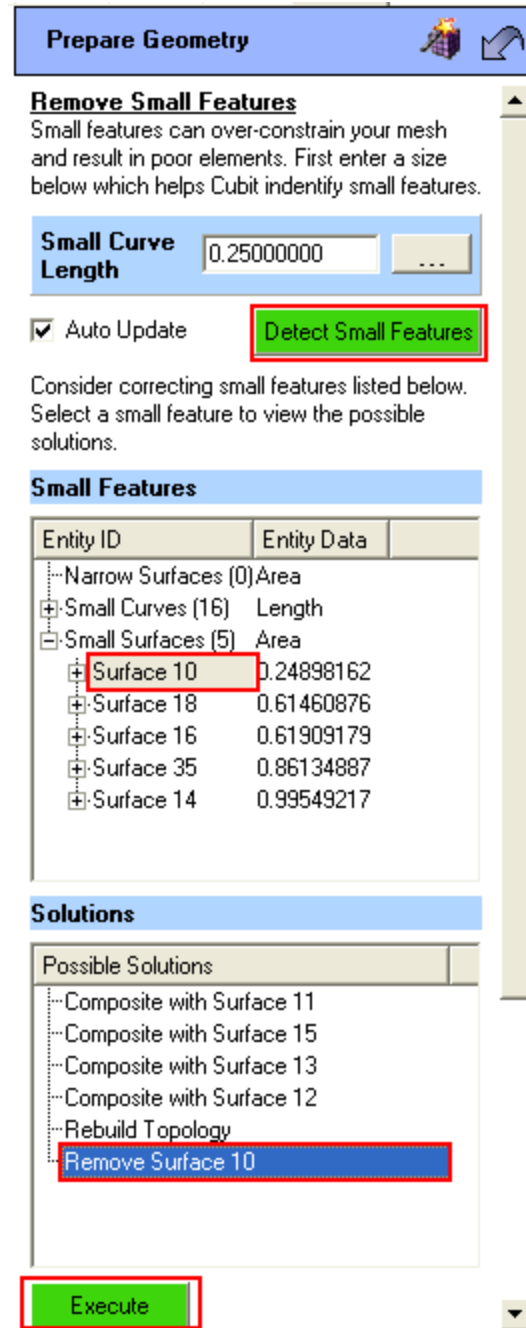 Prepare Geometry
Remove Small Features
Small features can over-constrain your mesh
and result in poor elements. First enter a size
below which helps Cubit indentify small features.
Small Curve
Length
0.25000000
...
Auto Update
Detect Small Features
Consider correcting small features listed below.
Select a small feature to view the possible
solutions.
Small Features
Entity ID Entity Data
Narrow Surfaces (0) Area
Small Curves (16) Length
Small Surfaces (5) Area
Surface 10 0.24898162
Surface 18 0.61460876
Surface 16 0.61909179
Surface 35 0.86134887
Surface 14 0.99549217
Solutions
Possible Solutions
Composite with Surface 11
Composite with Surface 15
Composite with Surface 13
Composite with Surface 12
Rebuild Topology
Remove Surface 10
Execute